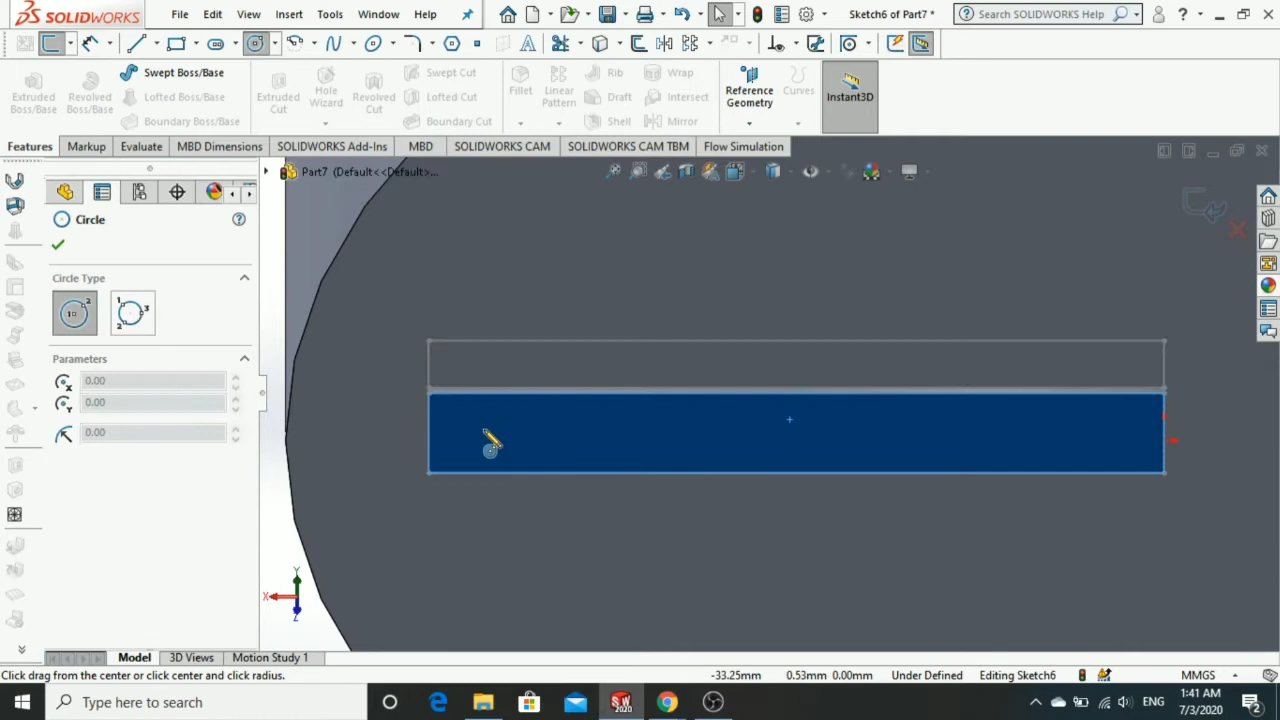 SOLIDWORKS File Edit View Insert Tools Window Help Sketch6 of Part7 * Search SOLIDWORKS Help ?
Extruded Boss/Base
Revolved Boss/Base
Swept Boss/Base
Lofted Boss/Base
Boundary Boss/Base
Extruded Cut
Hole Wizard
Revolved Cut
Swept Cut
Lofted Cut
Boundary Cut
Fillet
Linear Pattern
Rib
Draft
Shell
Wrap
Intersect
Mirror
Reference Geometry
Curves
Instant3D
Features Markup Evaluate MBD Dimensions SOLIDWORKS Add-Ins MBD SOLIDWORKS CAM SOLIDWORKS CAM TBM Flow Simulation
Part7 (Default<<Default>...
Circle
Circle Type
Parameters
0.00
0.00
0.00
Y
X
Z
Model 3D Views Motion Study 1
Click drag from the center or click center and click radius. -33.25mm 0.53mm 0.00mm Under Defined Editing Sketch6 MMGS
Type here to search
SW 2020
ENG
1:41 AM
7/3/2020
2